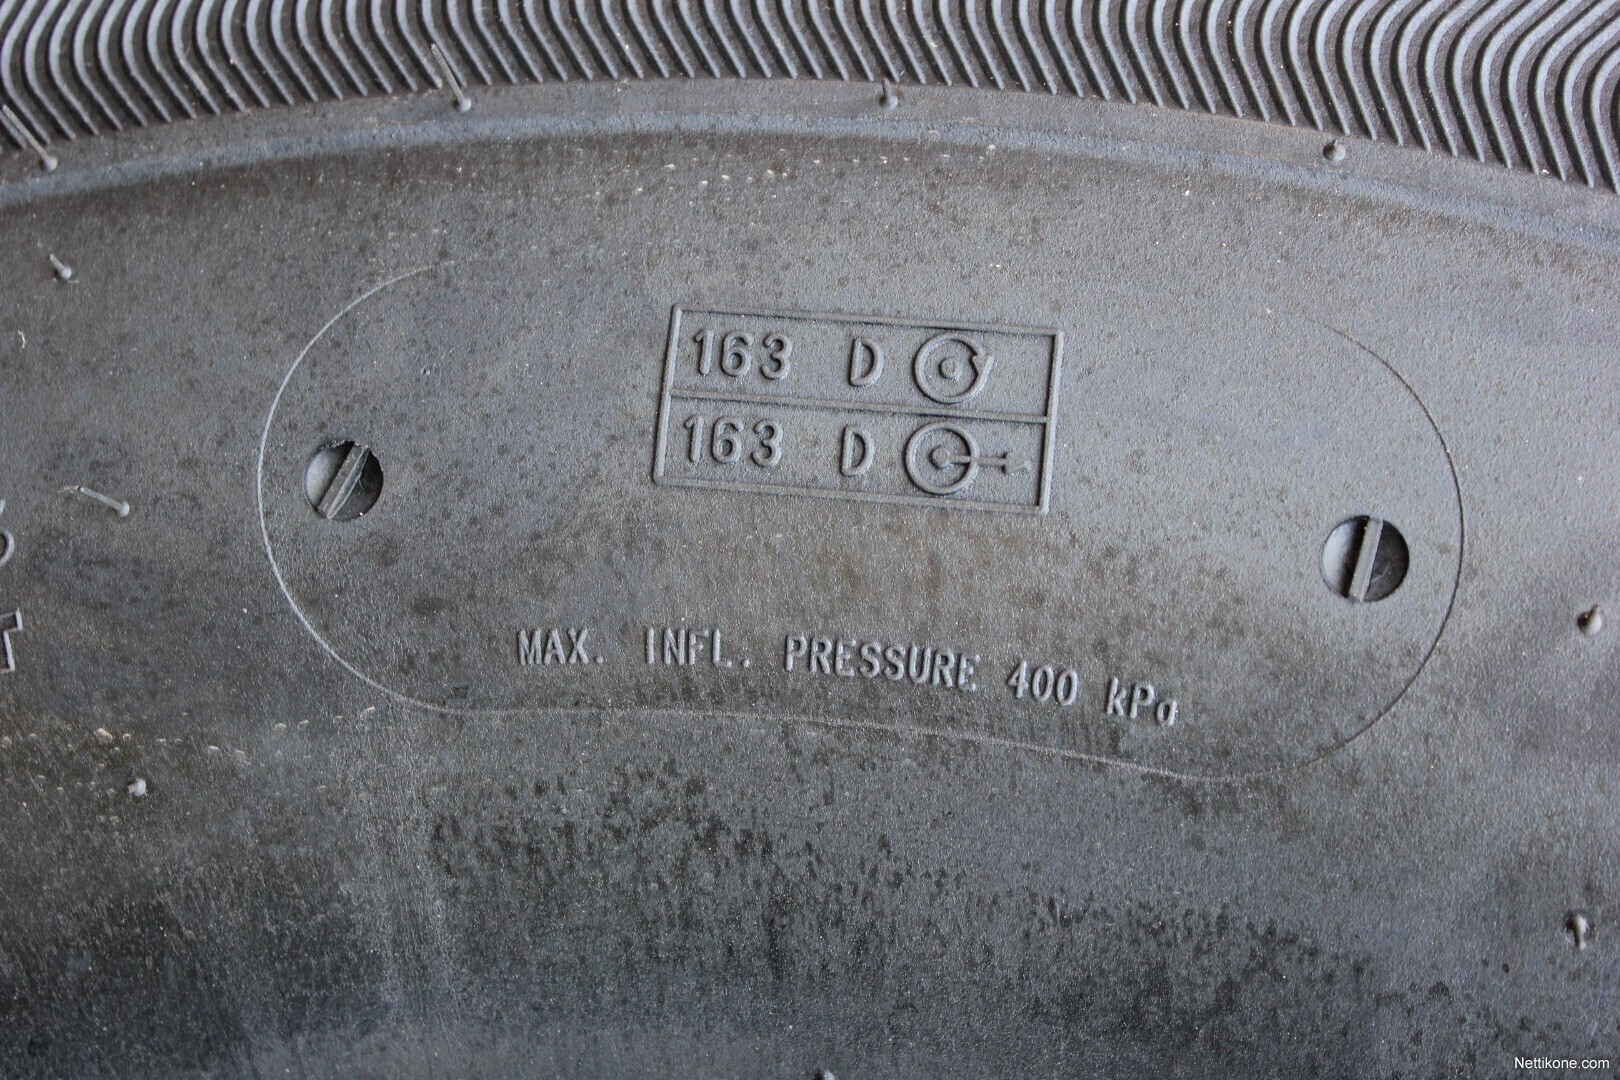 163 D
163 D
MAX. INFL. PRESSURE 400 kPa
Nettikone.com